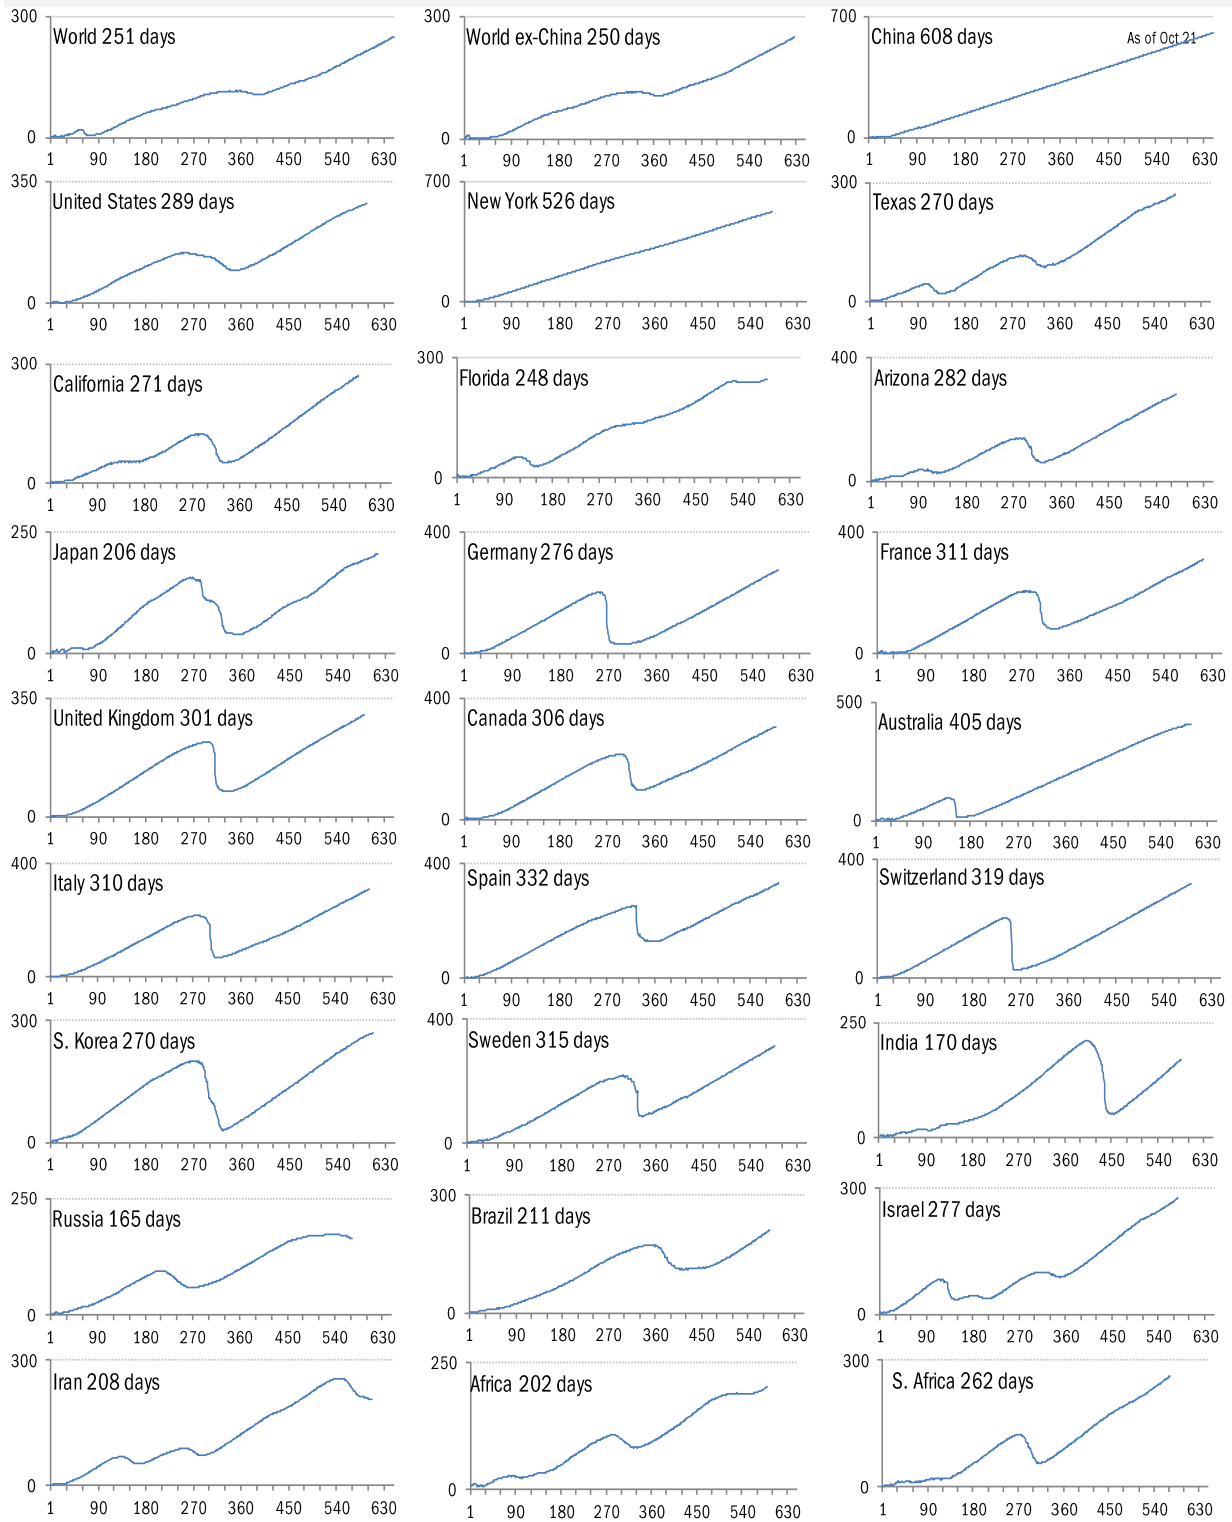 300 300 700
World 251 days World ex-China 250 days China 608 days As of Oct 21
0 0 0
1 90 180 270 360 450 540 630 1 90 180 270 360 450 540 630 1 90 180 270 360 450 540 630
350 700 300
United States 289 days New York 526 days Texas 270 days
0 0 0
1 90 180 270 360 450 540 630 1 90 180 270 360 450 540 630 1 90 180 270 360 450 540 630
300 300 400
California 271 days Florida 248 days Arizona 282 days
0 0 0
1 90 180 270 360 450 540 630 1 90 180 270 360 450 540 630 1 90 180 270 360 450 540 630
250 400 400
Japan 206 days Germany 276 days France 311 days
0 0 0
1 90 180 270 360 450 540 630 1 90 180 270 360 450 540 630 1 90 180 270 360 450 540 630
350 400 500
United Kingdom 301 days Canada 306 days Australia 405 days
0 0 0
1 90 180 270 360 450 540 630 1 90 180 270 360 450 540 630 1 90 180 270 360 450 540 630
400 400 400
Italy 310 days Spain 332 days Switzerland 319 days
0 0 0
1 90 180 270 360 450 540 630 1 90 180 270 360 450 540 630 1 90 180 270 360 450 540 630
300 400 250
S. Korea 270 days Sweden 315 days India 170 days
0 0 0
1 90 180 270 360 450 540 630 1 90 180 270 360 450 540 630 1 90 180 270 360 450 540 630
250 300 300
Russia 165 days Brazil 211 days Israel 277 days
0 0 0
1 90 180 270 360 450 540 630 1 90 180 270 360 450 540 630 1 90 180 270 360 450 540 630
300 250 300
Iran 208 days Africa 202 days S. Africa 262 days
0 0 0
1 90 180 270 360 450 540 630 1 90 180 270 360 450 540 630 1 90 180 270 360 450 540 630